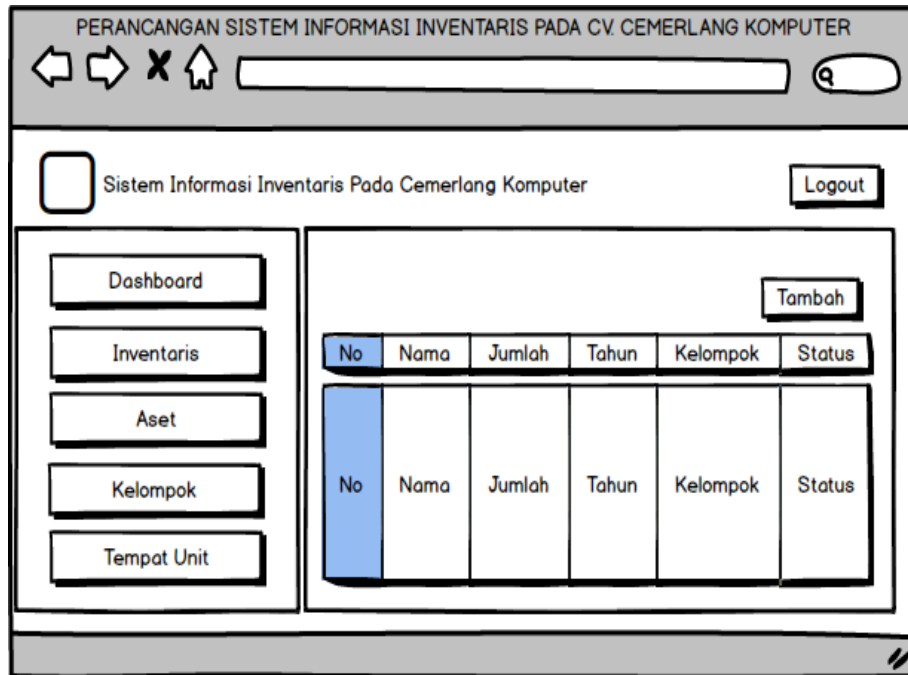 PERANCANGAN SISTEM INFORMASI INVENTARIS PADA CV. CEMERLANG KOMPUTER
Sistem Informasi Inventaris Pada Cemerlang Komputer
Logout
Dashboard
Inventaris
Aset
Kelompok
Tempat Unit
Tambah
No Nama Jumlah Tahun Kelompok Status
No Nama Jumlah Tahun Kelompok Status